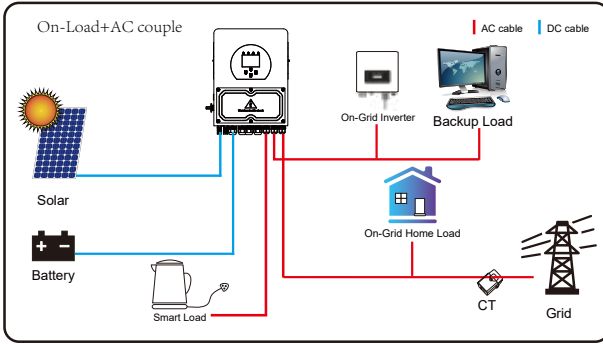 On-Load+AC couple
AC cable
DC cable
On-Grid Inverter
Backup Load
Solar
On-Grid Home Load
Battery
Smart Load
CT
Grid